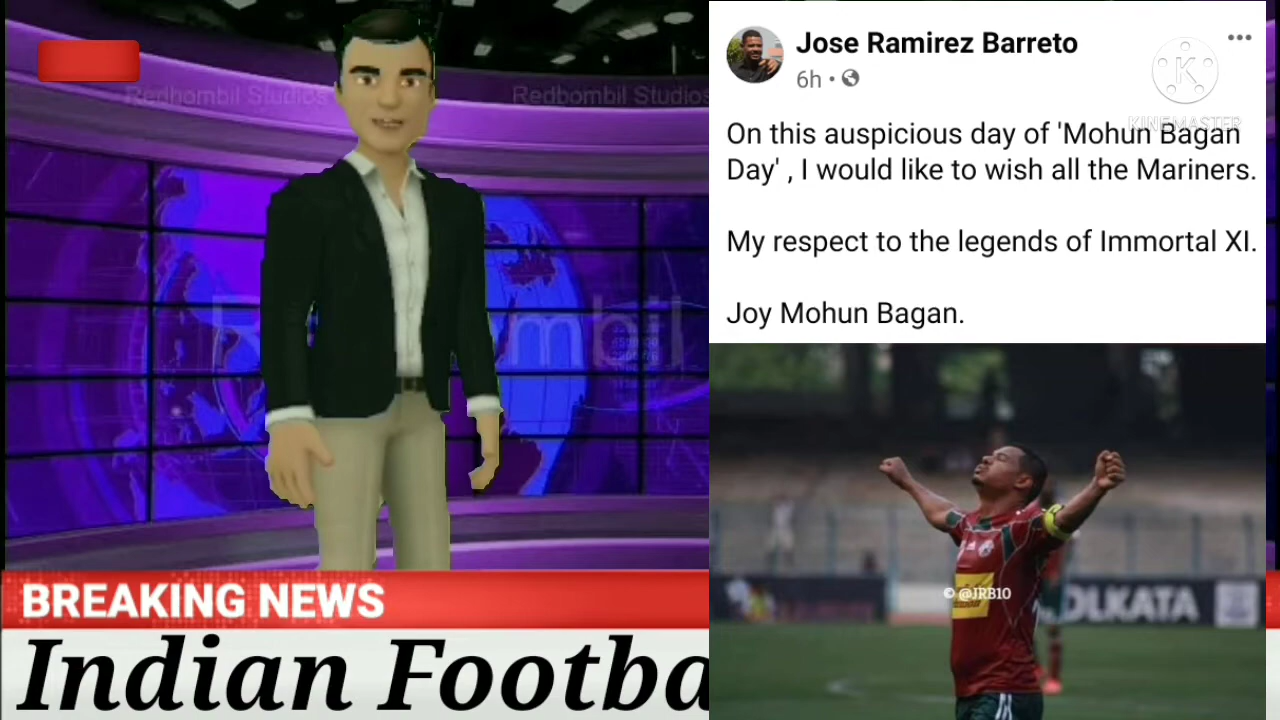 Redbombil Studios
Redbombil Studios
BREAKING NEWS
Indian Footba
Jose Ramirez Barreto
6h
KINEMASTER
On this auspicious day of 'Mohun Bagan
Day' , I would like to wish all the Mariners.
My respect to the legends of Immortal XI.
Joy Mohun Bagan.
© @JRB10
OLKATA